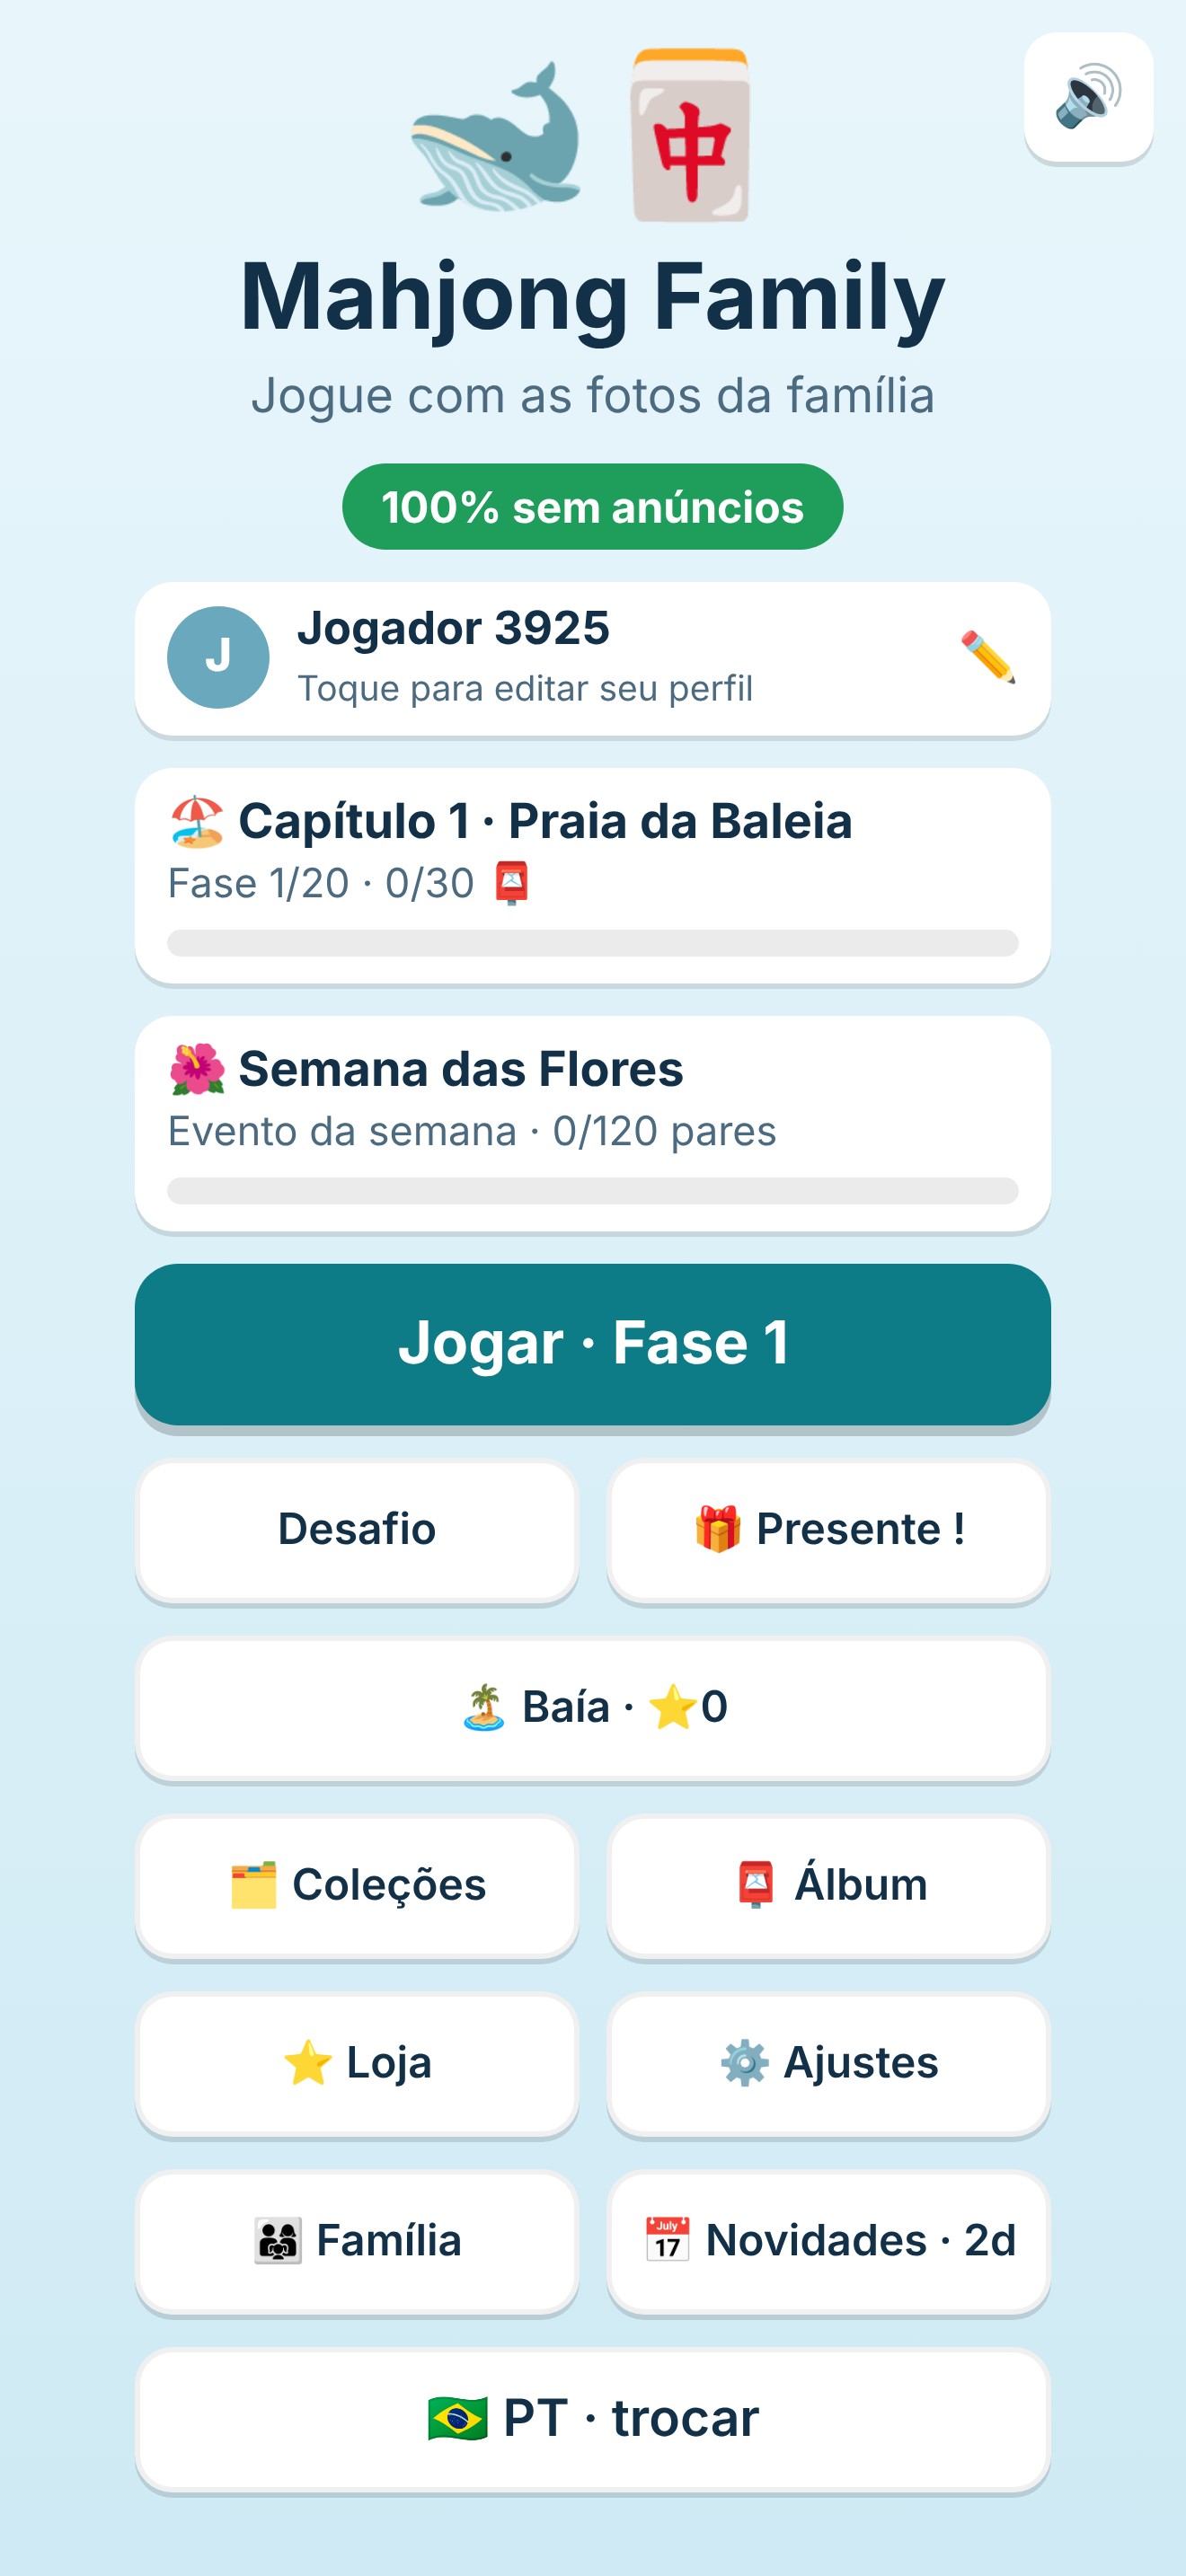 中
Mahjong Family
Jogue com as fotos da família
100% sem anúncios
J
Jogador 3925
Toque para editar seu perfil
Capítulo 1 · Praia da Baleia
Fase 1/20 · 0/30
Semana das Flores
Evento da semana · 0/120 pares
Jogar · Fase 1
Desafio
Presente !
Baía · ⭐0
Coleções
Álbum
Loja
Ajustes
Família
July
17
Novidades · 2d
PT · trocar